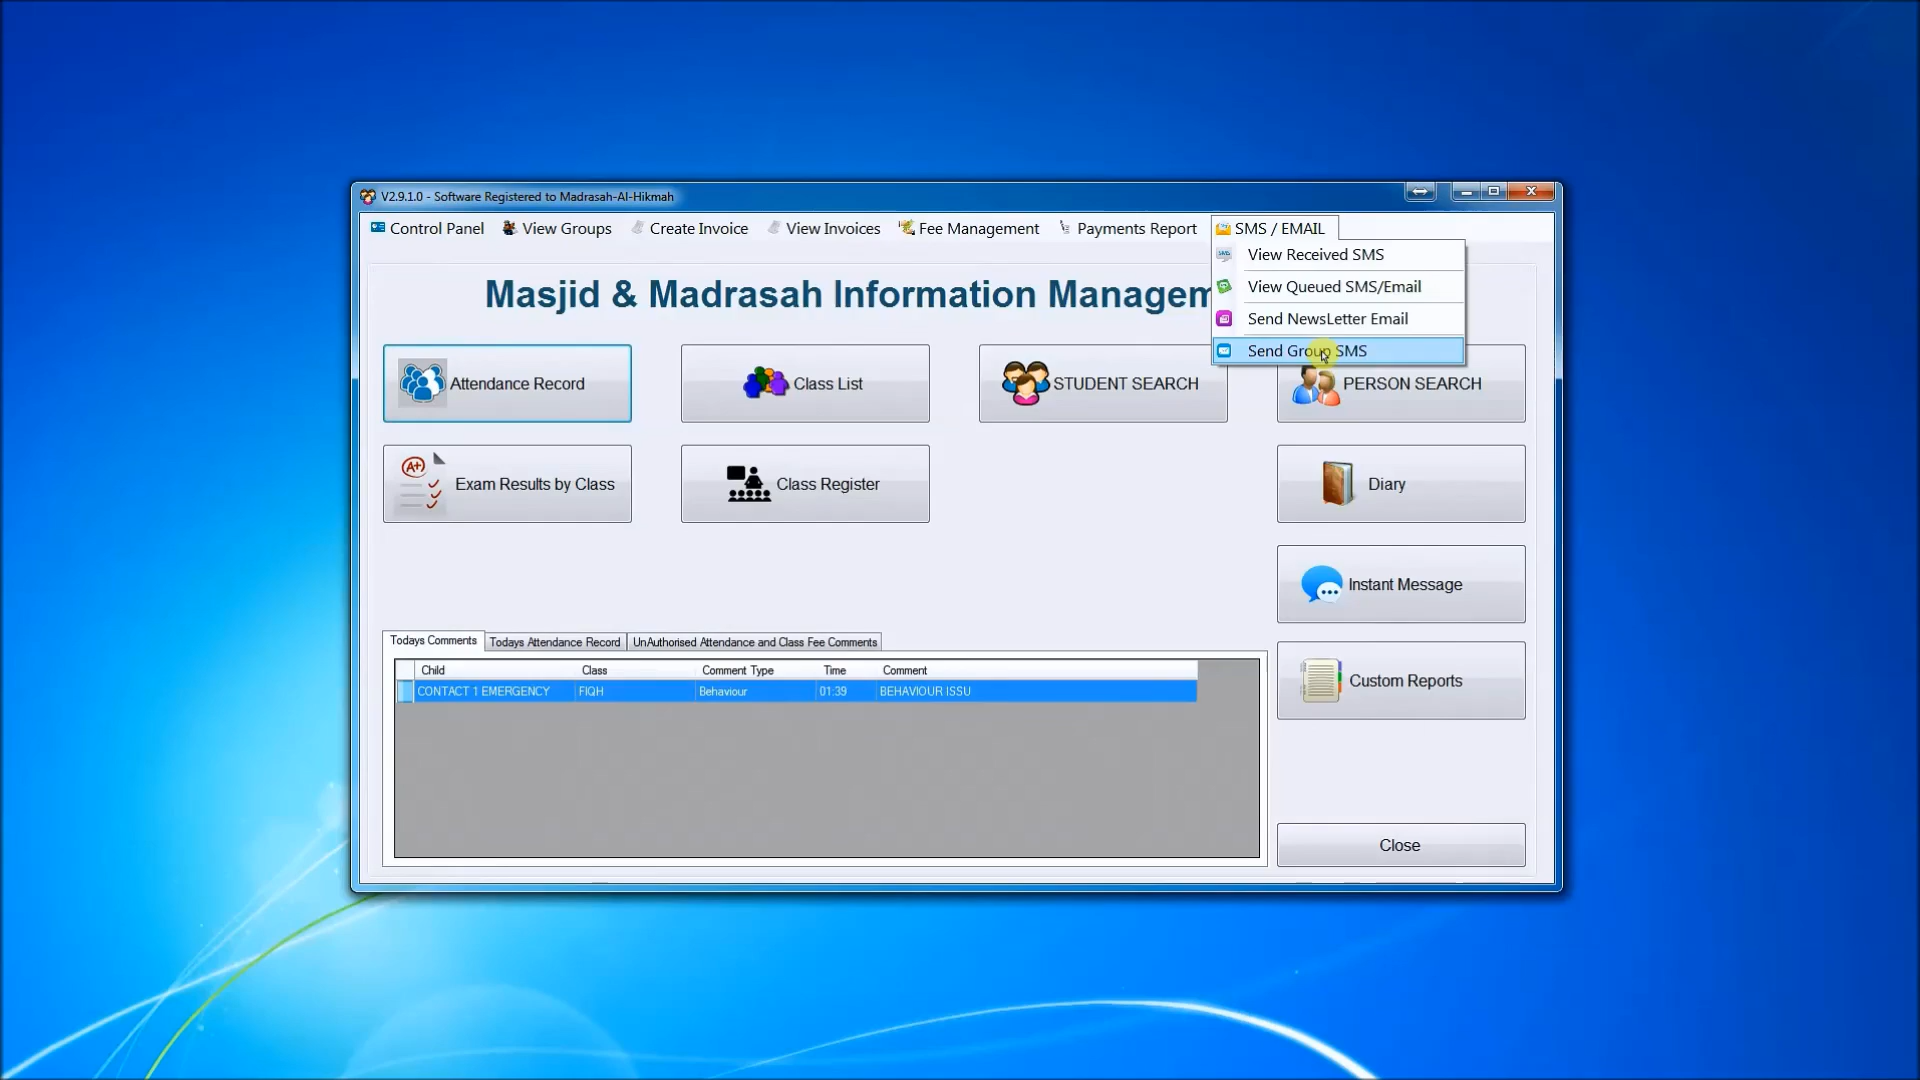 V2.9.1.0 - Software Registered to Madrasah-Al-Hikmah
Control Panel View Groups Create Invoice View Invoices Fee Management Payments Report SMS / EMAIL
View Received SMS
View Queued SMS/Email
Send NewsLetter Email
Send Group SMS
Masjid & Madrasah Information Managem
Attendance Record
Class List
STUDENT SEARCH
PERSON SEARCH
A+
Exam Results by Class
Class Register
Diary
Instant Message
Custom Reports
Todays Comments Todays Attendance Record UnAuthorised Attendance and Class Fee Comments
Child Class Comment Type Time Comment
CONTACT 1 EMERGENCY FIQH Behaviour 01:39 BEHAVIOUR ISSU
Close